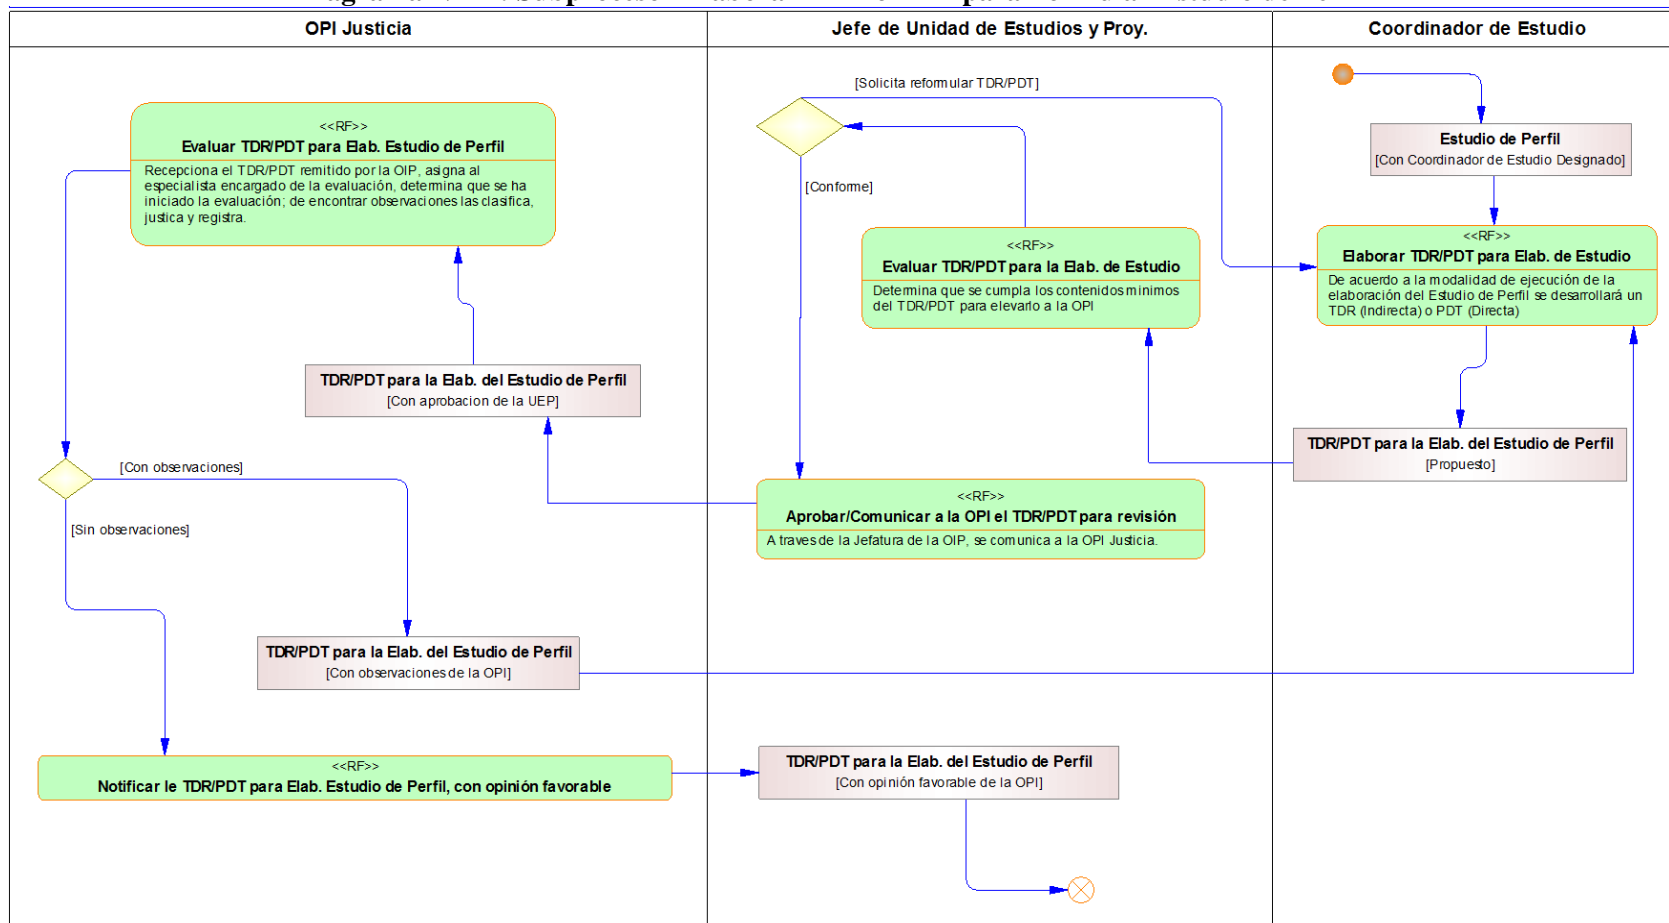 OPI Justicia
Jefe de Unidad de Estudios y Proy.
Coordinador de Estudio
<<RF>>
Evaluar TDR/PDT para Elab. Estudio de Perfil
Recepciona el TDR/PDT remitido por la OIP, asigna al
especialista encargado de la evaluación, determina que se ha
iniciado la evaluación; de encontrar observaciones las clasifica,
justica y registra.
TDR/PDT para la Elab. del Estudio de Perfil
[Con aprobacion de la UEP]
[Con observaciones]
[Sin observaciones]
TDR/PDT para la Elab. del Estudio de Perfil
[Con observaciones de la OPI]
<<RF>>
Notificar le TDR/PDT para Elab. Estudio de Perfil, con opinión favorable
[Solicita reformular TDR/PDT]
[Conforme]
<<RF>>
Evaluar TDR/PDT para la Elab. de Estudio
Determina que se cumpla los contenidos minimos
del TDR/PDT para elevarlo a la OPI
<<RF>>
Aprobar/Comunicar a la OPI el TDR/PDT para revisión
A traves de la Jefatura de la OIP, se comunica a la OPI Justicia.
TDR/PDT para la Elab. del Estudio de Perfil
[Con opinión favorable de la OPI]
Estudio de Perfil
[Con Coordinador de Estudio Designado]
<<RF>>
Elaborar TDR/PDT para Elab. de Estudio
De acuerdo a la modalidad de ejecución de la
elaboración del Estudio de Perfil se desarrollará un
TDR (Indirecta) o PDT (Directa)
TDR/PDT para la Elab. del Estudio de Perfil
[Propuesto]